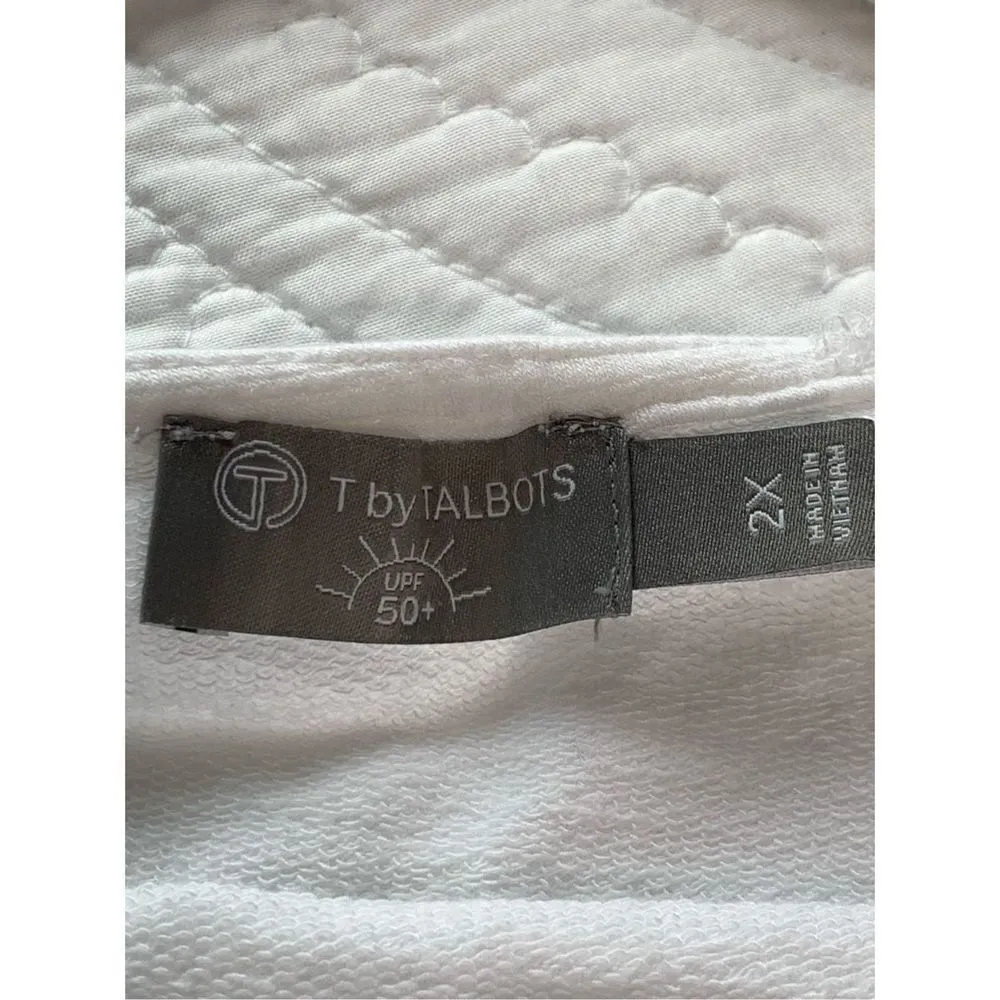 T
T by TALBOTS
UPF
50+
2X
MADE IN
VIETNAM